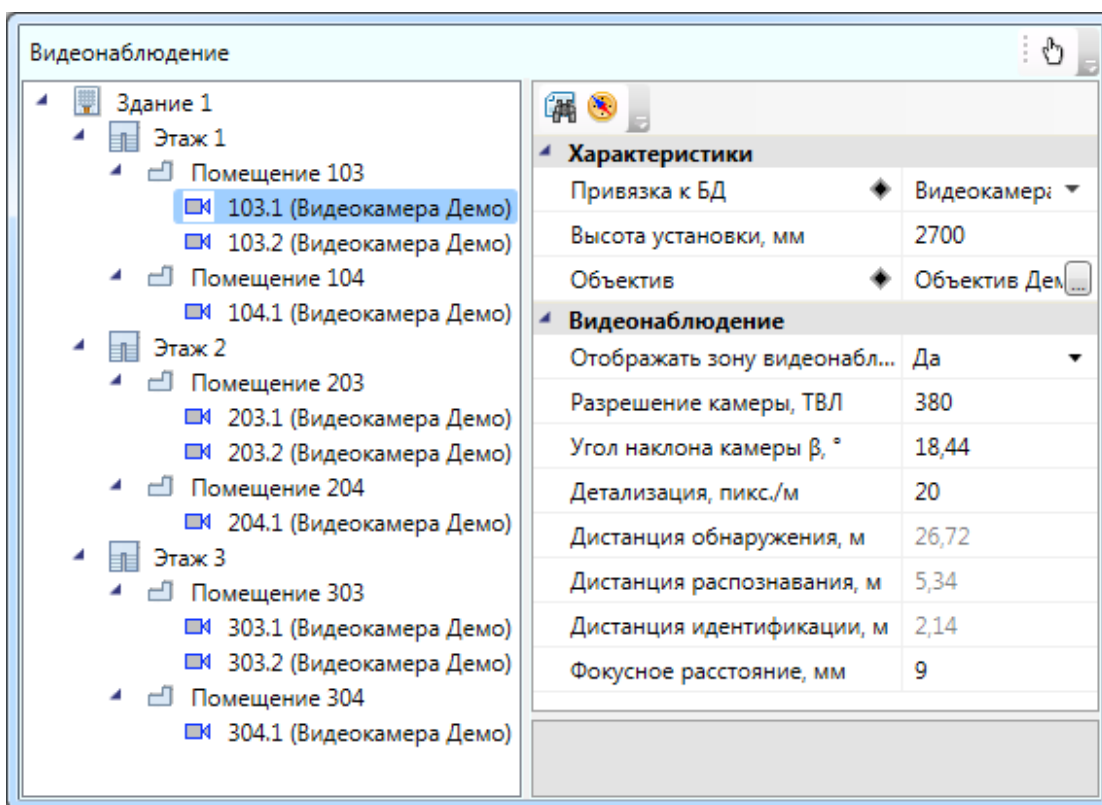 Видеонаблюдение
Здание 1
Этаж 1
Помещение 103
103.1 (Видеокамера Демо)
103.2 (Видеокамера Демо)
Помещение 104
104.1 (Видеокамера Демо)
Этаж 2
Помещение 203
203.1 (Видеокамера Демо)
203.2 (Видеокамера Демо)
Помещение 204
204.1 (Видеокамера Демо)
Этаж 3
Помещение 303
303.1 (Видеокамера Демо)
303.2 (Видеокамера Демо)
Помещение 304
304.1 (Видеокамера Демо)
Характеристики
Привязка к БД Видеокамера
Высота установки, мм 2700
Объектив Объектив Дем ...
Видеонаблюдение
Отображать зону видеонабл... Да
Разрешение камеры, ТВЛ 380
Угол наклона камеры β, ° 18,44
Детализация, пикс./м 20
Дистанция обнаружения, м 26,72
Дистанция распознавания, м 5,34
Дистанция идентификации, м 2,14
Фокусное расстояние, мм 9